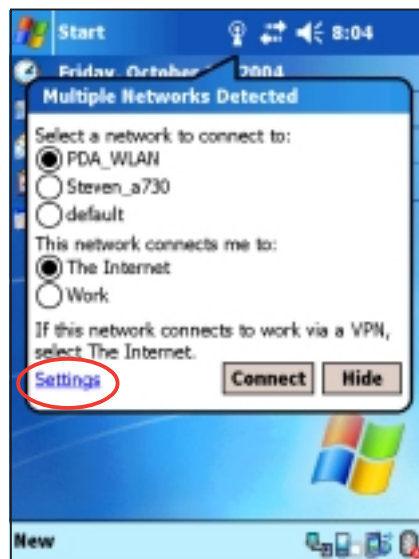 Start 8:04
Friday, October 2004
Multiple Networks Detected
Select a network to connect to:
PDA_WLAN
Steven_a730
default
This network connects me to:
The Internet
Work
If this network connects to work via a VPN,
select The Internet.
Settings Connect Hide
New